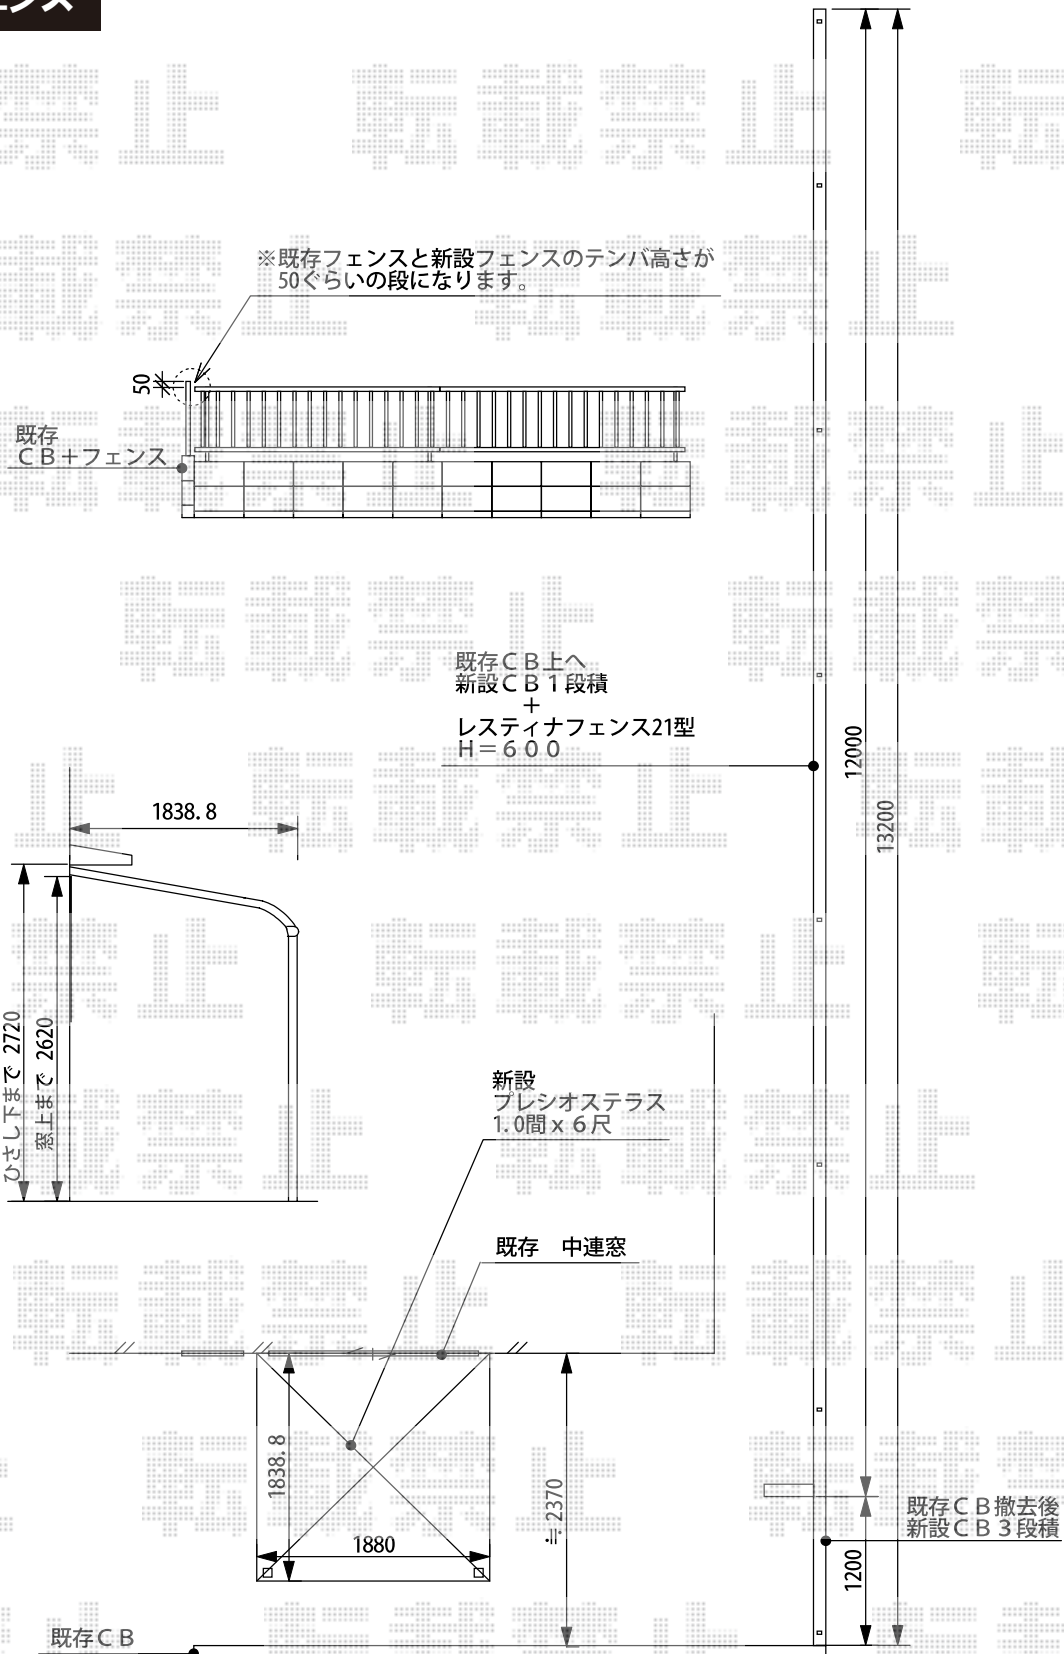 ェンス
※既存フェンスと新設フェンスのテンバ高さが
50ぐらいの段になります。
50
既存
CB＋フェンス
既存CB上へ
新設CB1段積
＋
レスティナフェンス21型
H＝600
12000
13200
1838.8
ひさし下まで 2720
窓上まで 2620
新設
プレシオステラス
1.0間x6尺
既存　中連窓
1838.8
1880
≒2370
既存CB撤去後
新設CB3段積
1200
既存CB
転載禁止